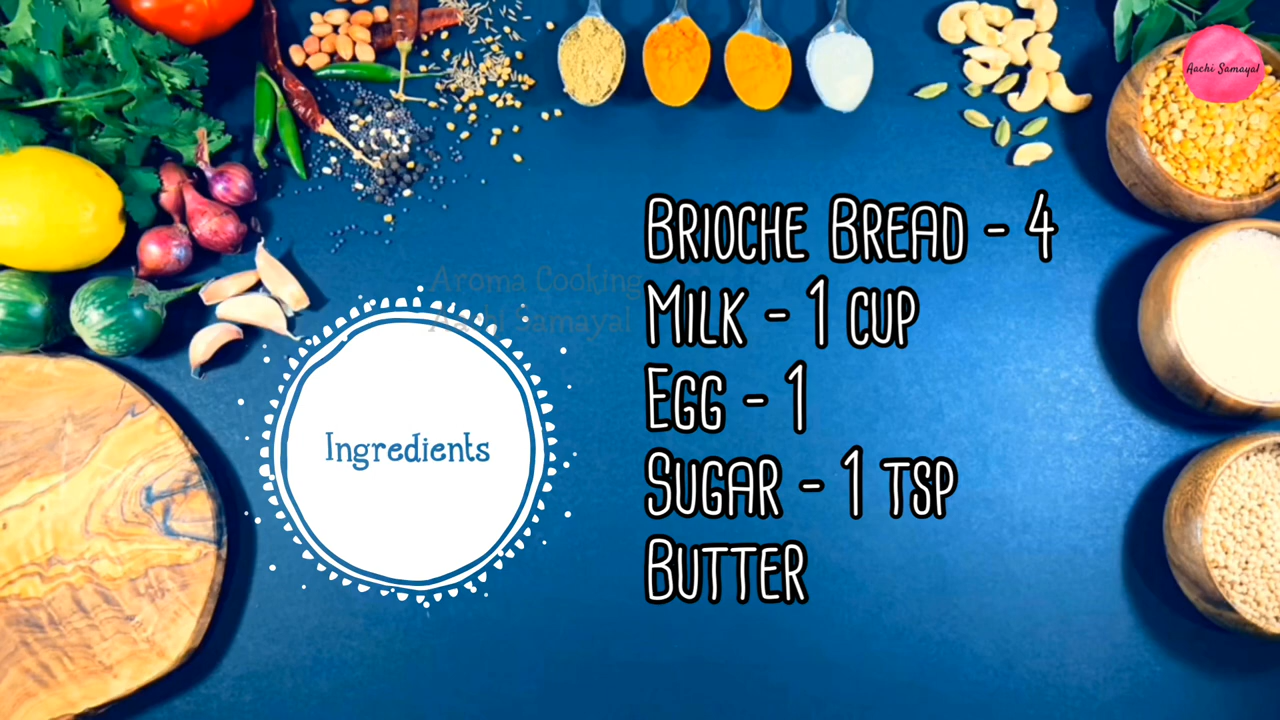 Aachi Samayal
Aroma Cooking
Aachi Samayal
Ingredients
Brioche Bread - 4
Milk - 1 cup
Egg - 1
Sugar - 1 tsp
Butter